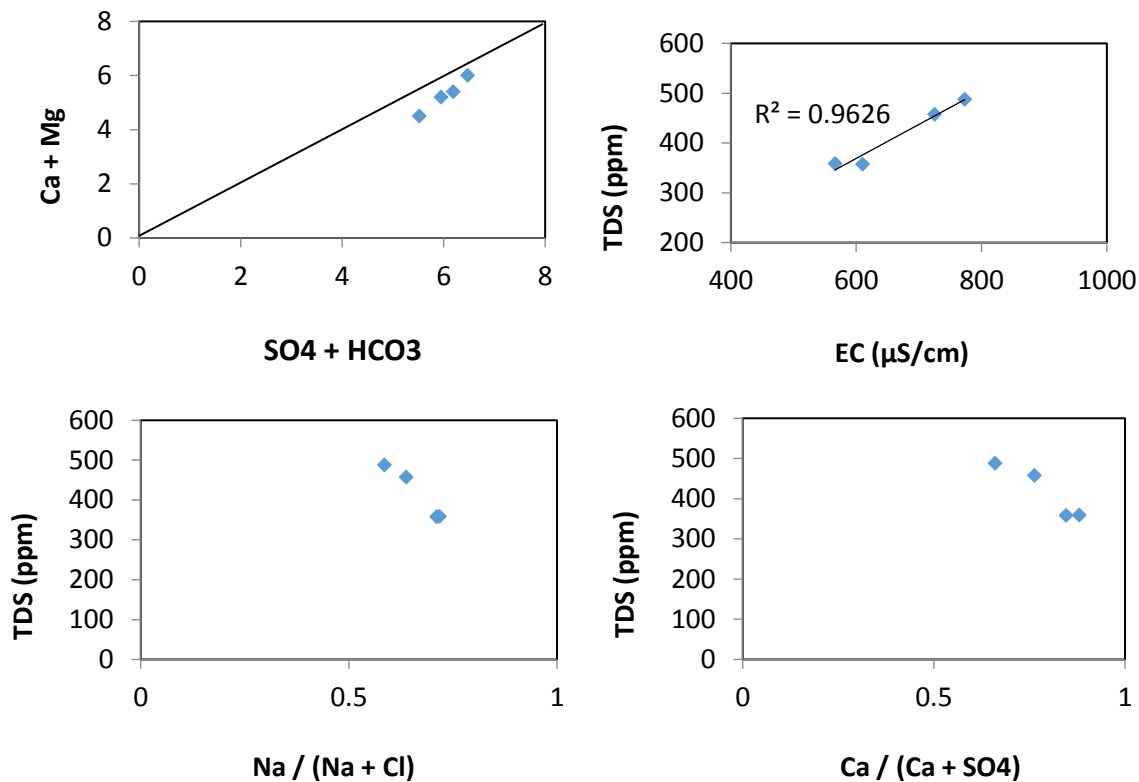 Ca + Mg
8
6
4
2
0
0 2 4 6 8
SO4 + HCO3
TDS (ppm)
600
500
400
300
200
R² = 0.9626
400 600 800 1000
EC (µS/cm)
TDS (ppm)
600
500
400
300
200
100
0
0 0.5 1
Na / (Na + Cl)
TDS (ppm)
600
500
400
300
200
100
0
0 0.5 1
Ca / (Ca + SO4)